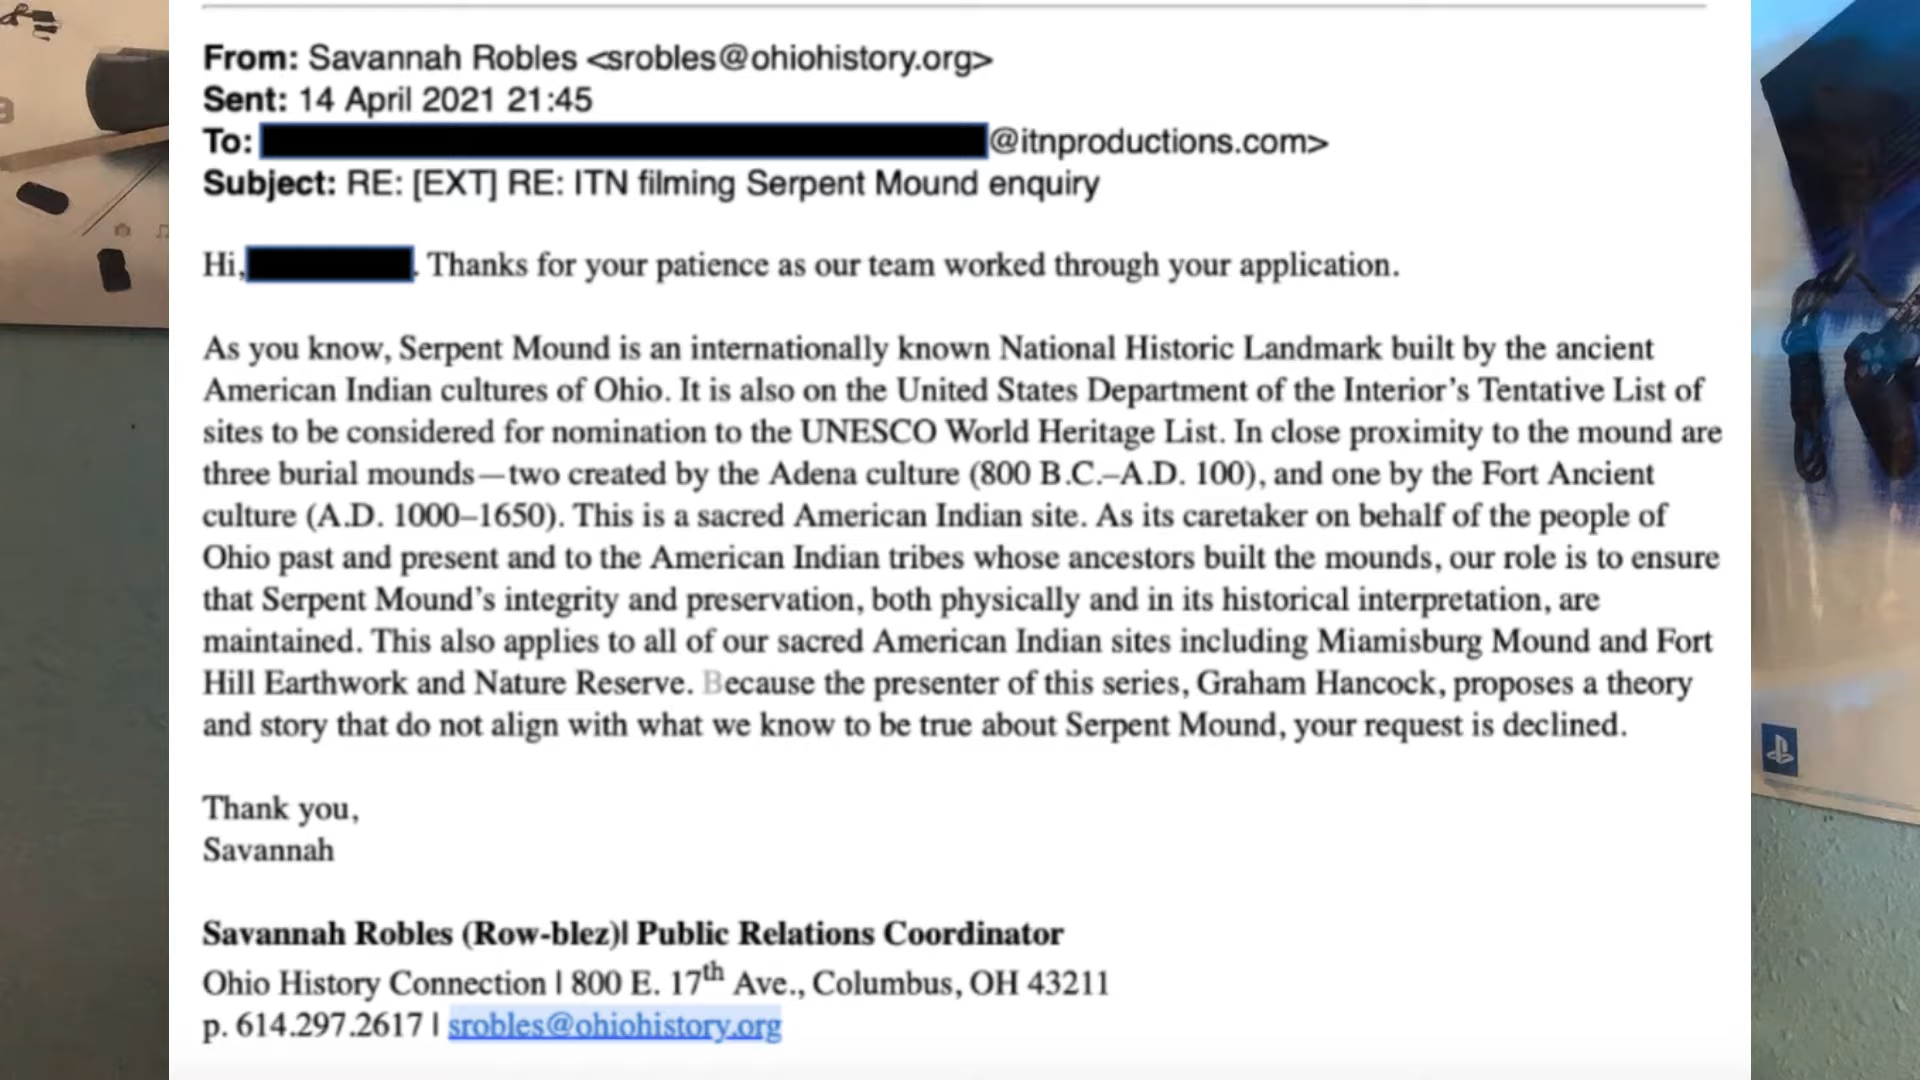 From: Savannah Robles <srobles@ohiohistory.org>
Sent: 14 April 2021 21:45
To: @itnproductions.com>
Subject: RE: [EXT] RE: ITN filming Serpent Mound enquiry
Hi, . Thanks for your patience as our team worked through your application.
As you know, Serpent Mound is an internationally known National Historic Landmark built by the ancient
American Indian cultures of Ohio. It is also on the United States Department of the Interior’s Tentative List of
sites to be considered for nomination to the UNESCO World Heritage List. In close proximity to the mound are
three burial mounds—two created by the Adena culture (800 B.C.–A.D. 100), and one by the Fort Ancient
culture (A.D. 1000–1650). This is a sacred American Indian site. As its caretaker on behalf of the people of
Ohio past and present and to the American Indian tribes whose ancestors built the mounds, our role is to ensure
that Serpent Mound’s integrity and preservation, both physically and in its historical interpretation, are
maintained. This also applies to all of our sacred American Indian sites including Miamisburg Mound and Fort
Hill Earthwork and Nature Reserve. Because the presenter of this series, Graham Hancock, proposes a theory
and story that do not align with what we know to be true about Serpent Mound, your request is declined.
Thank you,
Savannah
Savannah Robles (Row-blez)| Public Relations Coordinator
Ohio History Connection | 800 E. 17th Ave., Columbus, OH 43211
p. 614.297.2617 | srobles@ohiohistory.org